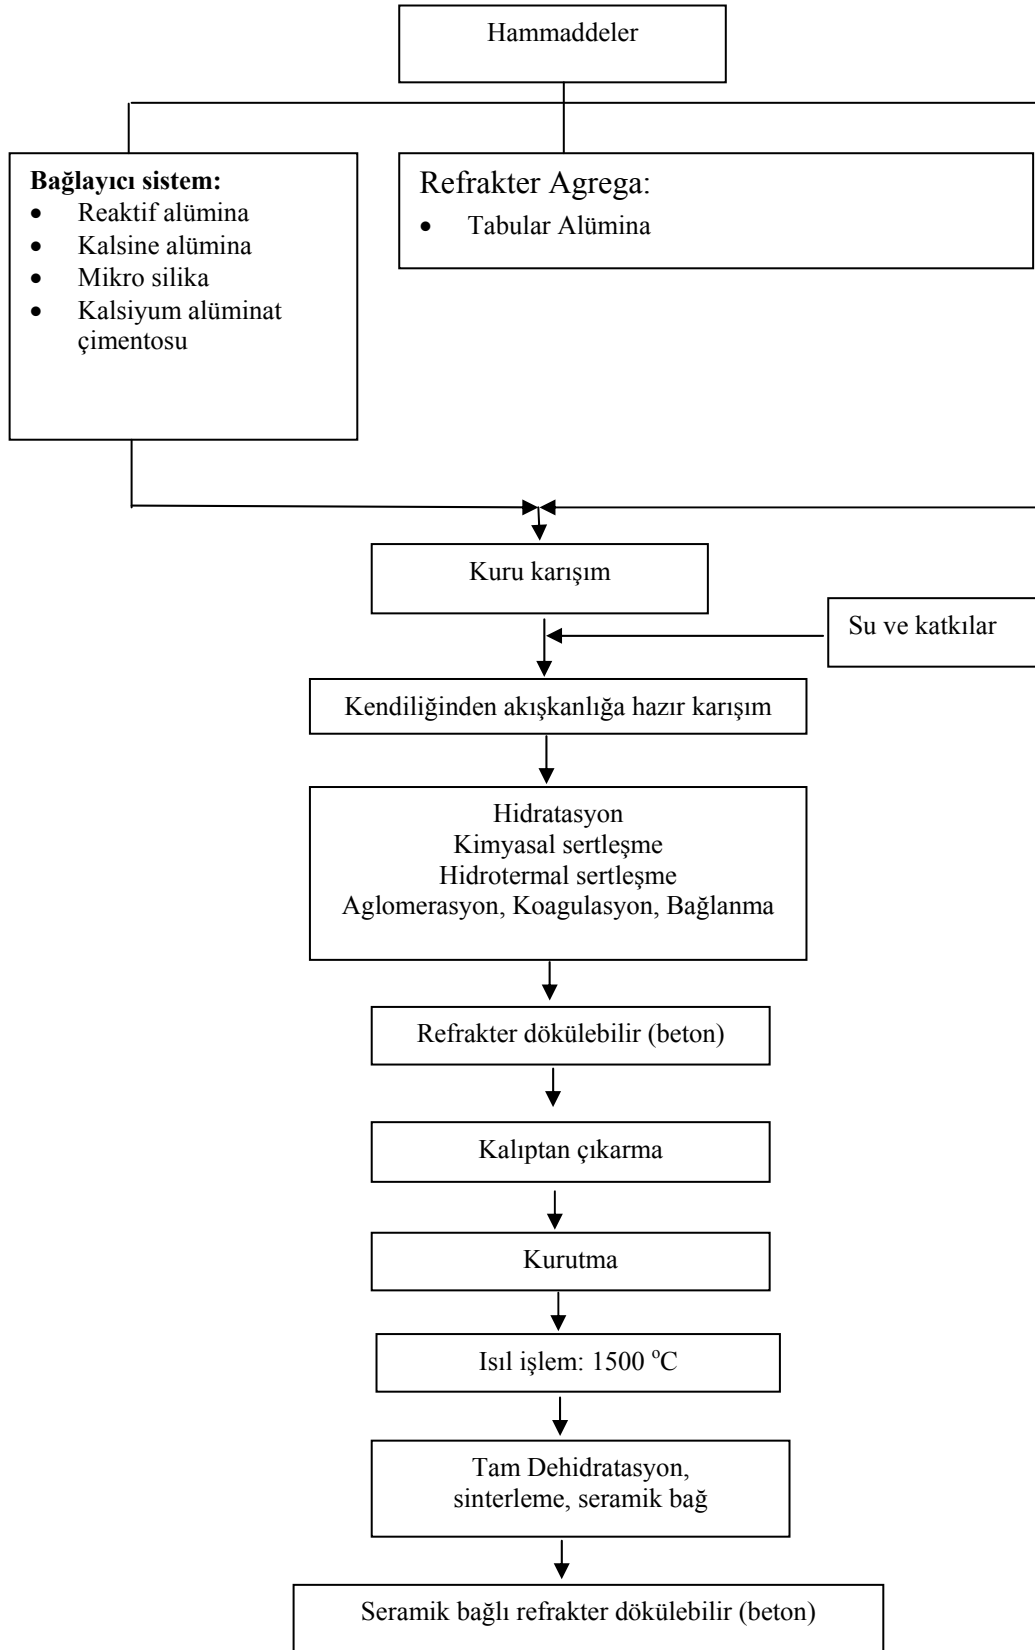 Hammaddeler
Bağlayıcı sistem:
• Reaktif alümina
• Kalsine alümina
• Mikro silika
• Kalsiyum alüminat
çimentosu
Refrakter Agrega:
• Tabular Alümina
Kuru karışım
Su ve katkılar
Kendiliğinden akışkanlığa hazır karışım
Hidratasyon
Kimyasal sertleşme
Hidrotermal sertleşme
Aglomerasyon, Koagulasyon, Bağlanma
Refrakter dökülebilir (beton)
Kalıptan çıkarma
Kurutma
Isıl işlem: 1500 °C
Tam Dehidratasyon,
sinterleme, seramik bağ
Seramik bağlı refrakter dökülebilir (beton)